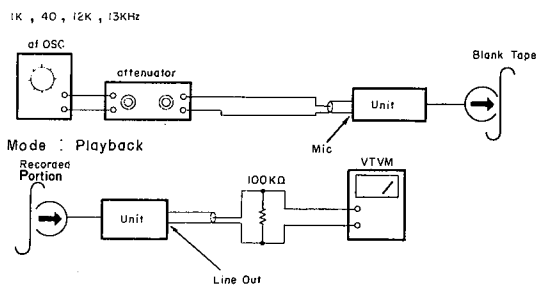 1K , 40 , 12K , 13KHz
af OSC
attenuator
Blank Tape
Unit
Mic
Mode : Playback
Recorded
Portion
100KΩ
VTVM
Unit
Line Out